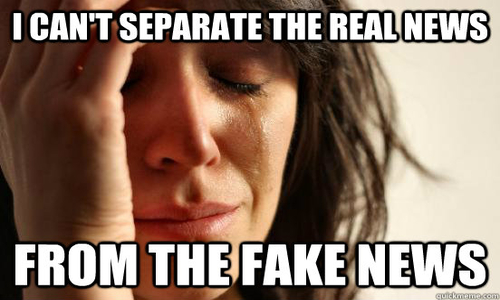 I CAN'T SEPARATE THE REAL NEWS
FROM THE FAKE NEWS
quickmeme.com